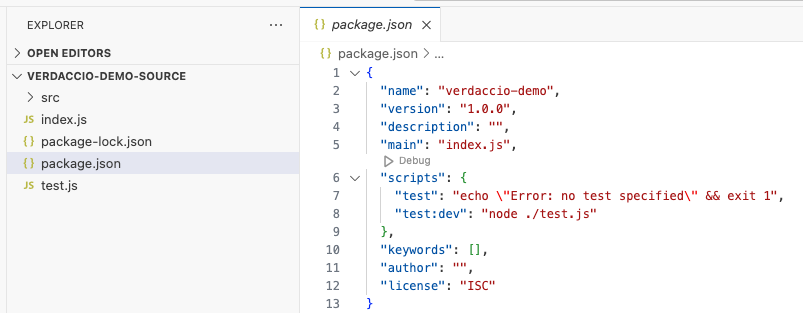 EXPLORER
...
OPEN EDITORS
VERDACCIO-DEMO-SOURCE
src
JS index.js
{} package-lock.json
{} package.json
JS test.js
{} package.json ×
{} package.json > ...
1 {
2 "name": "verdaccio-demo",
3 "version": "1.0.0",
4 "description": "",
5 "main": "index.js",
Debug
6 "scripts": {
7 "test": "echo \"Error: no test specified\" && exit 1",
8 "test:dev": "node ./test.js"
9 },
10 "keywords": [],
11 "author": "",
12 "license": "ISC"
13 }